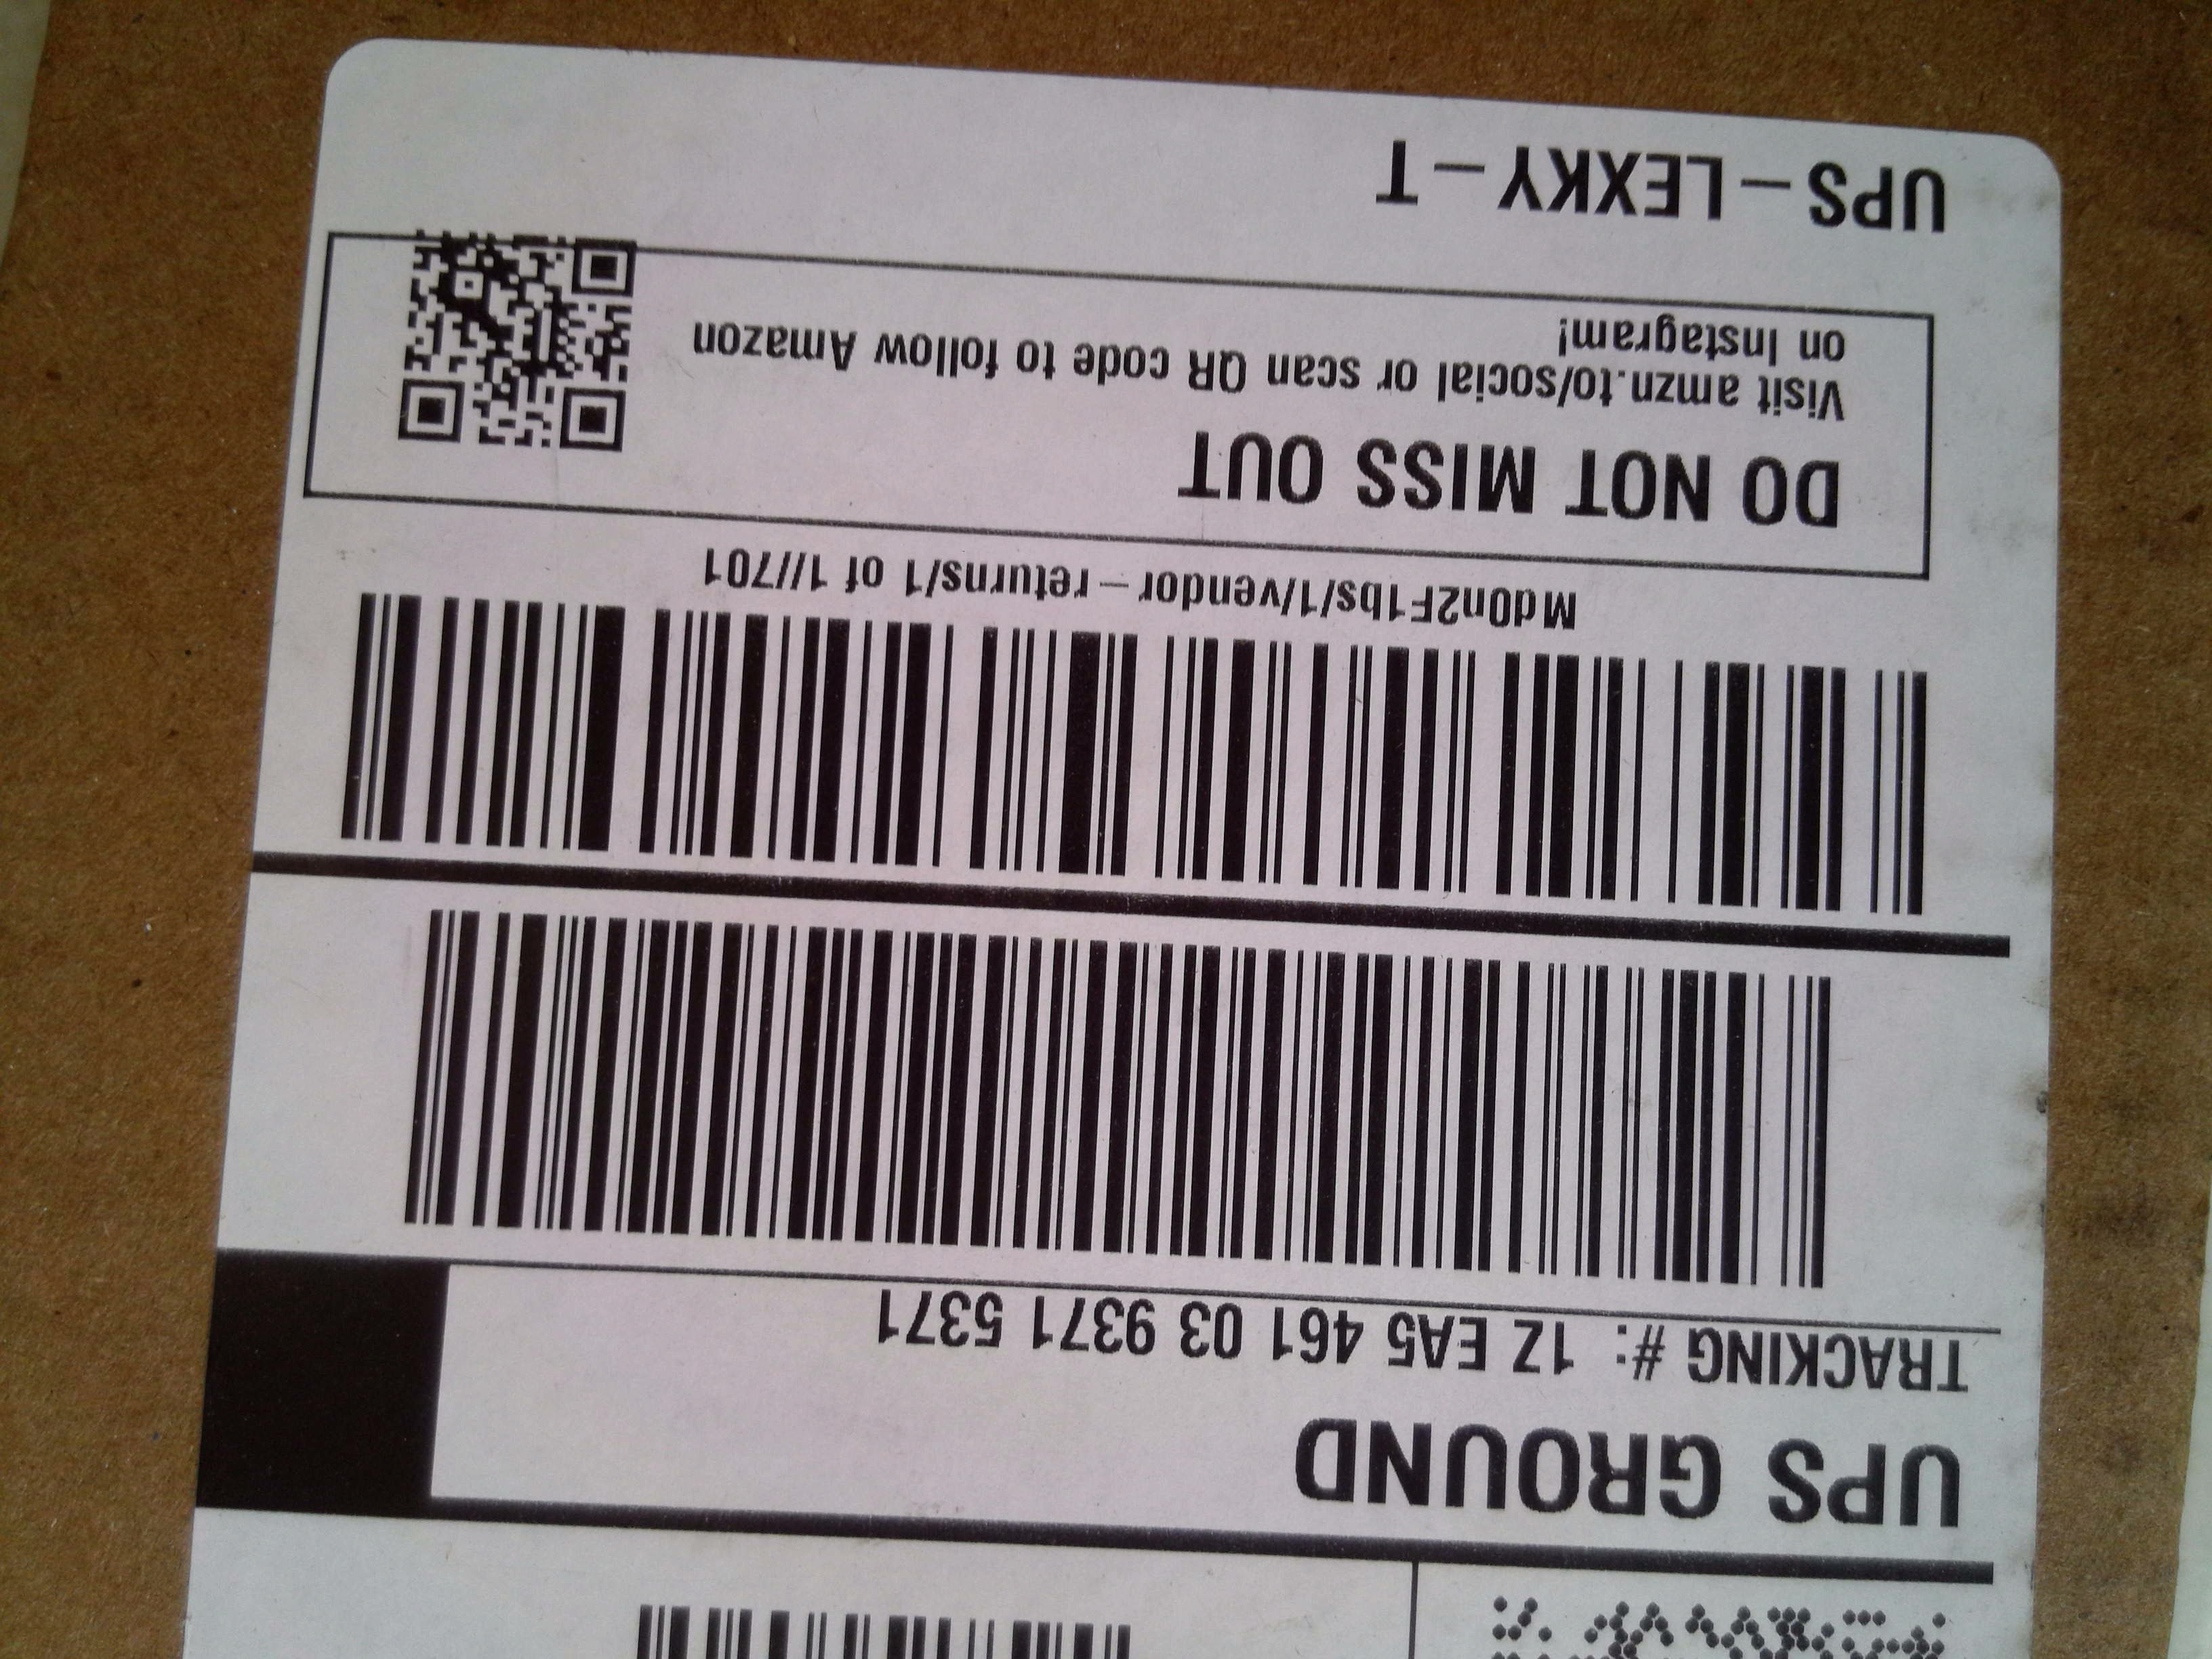 UPS GROUND
TRACKING #: 1Z EA5 461 03 9371 5371
Md0n2F1bs/1/vendor-returns/1 of 1//701
DO NOT MISS OUT
Visit amzn.to/social or scan QR code to follow Amazon
on Instagram!
UPS-LEXKY-T